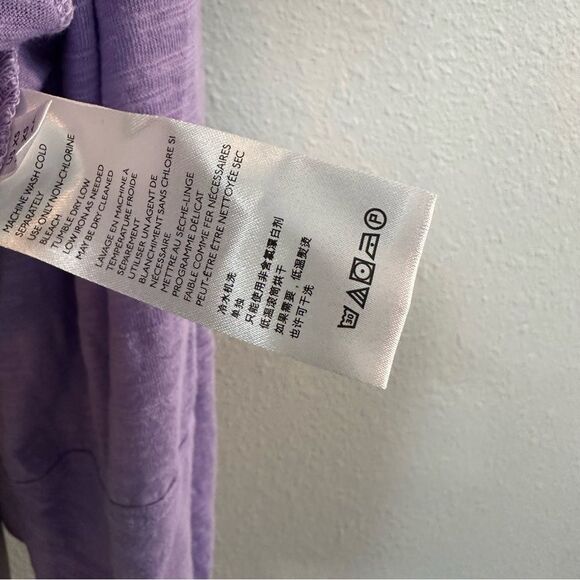 XS
MACHINE WASH COLD
SEPARATELY
USE ONLY NON-CHLORINE
BLEACH
TUMBLE DRY LOW
LOW IRON AS NEEDED
MAY BE DRY CLEANED
LAVAGE EN MACHINE A
TEMPÉRATURE FROIDE
SEPARÉMENT
UTILISER UN AGENT DE
BLANCHIMENT SANS CHLORE SI
NÉCESSAIRE
METTRE AU SÈCHE-LINGE
PROGRAMME DÉLICAT
FAIBLE COMME FER NÉCESSAIRES
PEUT-ÊTRE ÊTRE NETTOYÉE SEC
冷水机洗
单独
只能使用非含氯漂白剂
低温滚筒烘干
如果需要，低温熨烫
也许可干洗
30
P